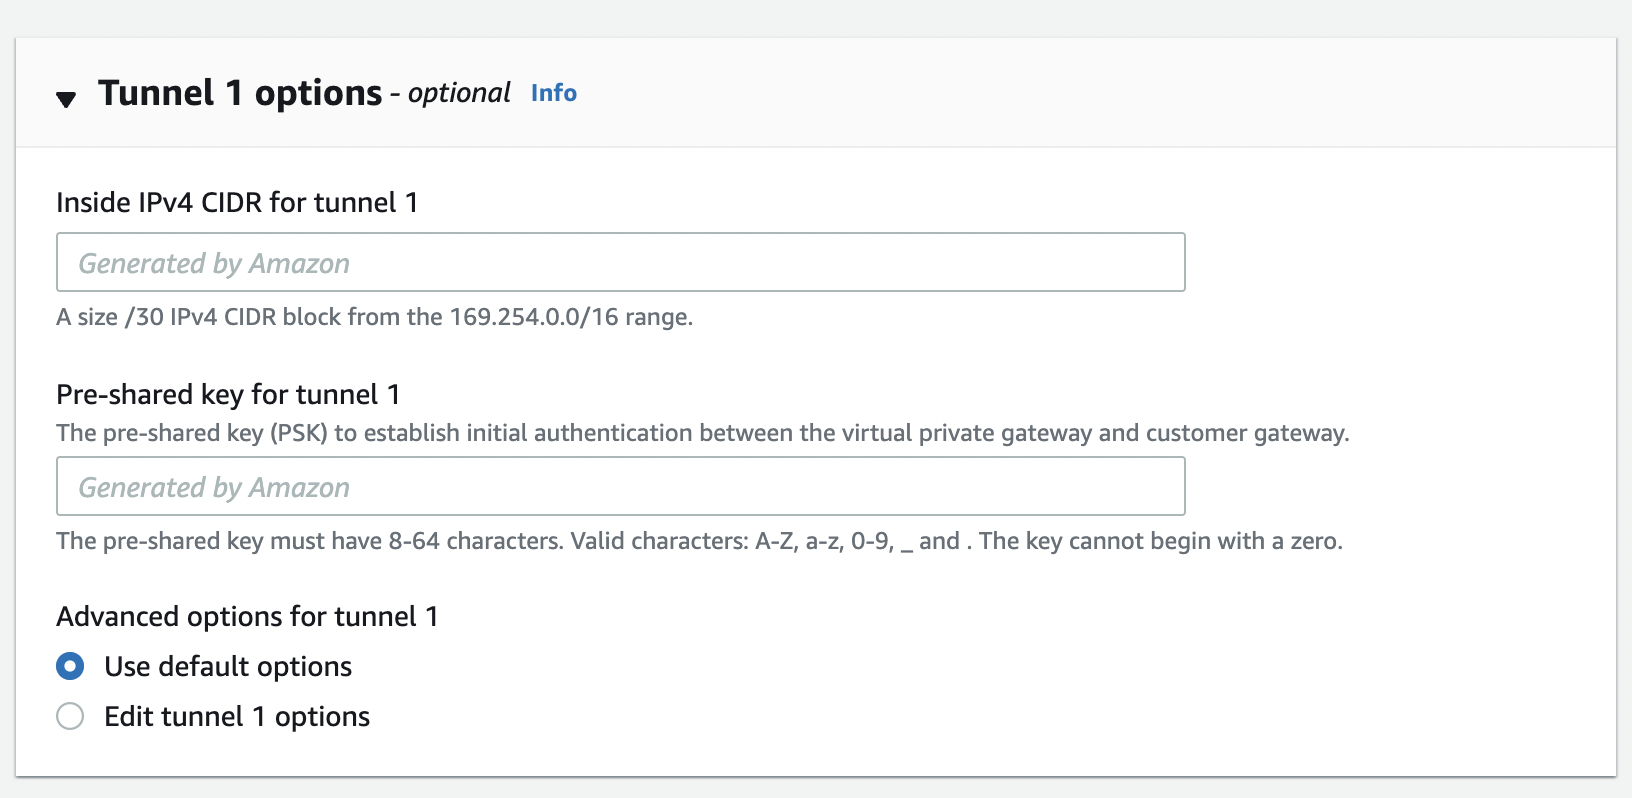 Tunnel 1 options - optional Info
Inside IPv4 CIDR for tunnel 1
Generated by Amazon
A size /30 IPv4 CIDR block from the 169.254.0.0/16 range.
Pre-shared key for tunnel 1
The pre-shared key (PSK) to establish initial authentication between the virtual private gateway and customer gateway.
Generated by Amazon
The pre-shared key must have 8-64 characters. Valid characters: A-Z, a-z, 0-9, _ and . The key cannot begin with a zero.
Advanced options for tunnel 1
Use default options
Edit tunnel 1 options